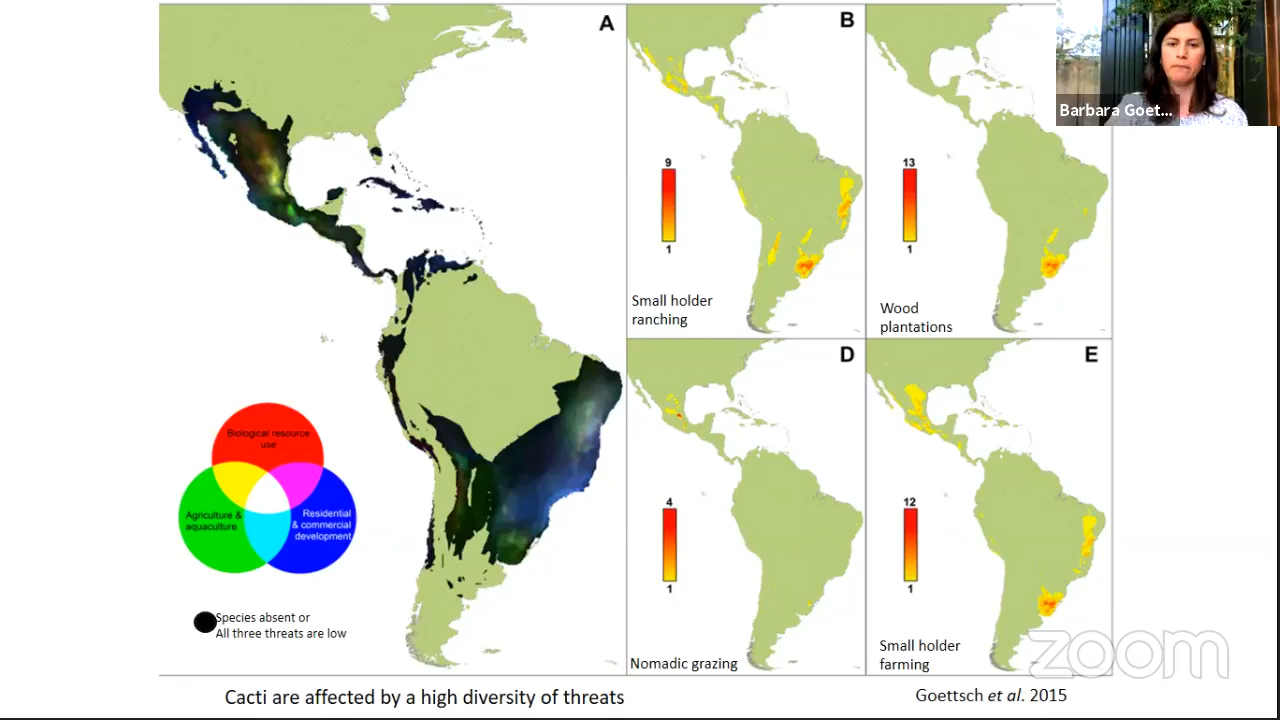 A
B
Barbara Goet...
9
1
Small holder
ranching
13
1
Wood
plantations
Biological resource
use
Agriculture &
aquaculture
Residential
& commercial
development
Species absent or
All three threats are low
D
4
1
Nomadic grazing
E
12
1
Small holder
farming
zoom
Cacti are affected by a high diversity of threats
Goettsch et al. 2015